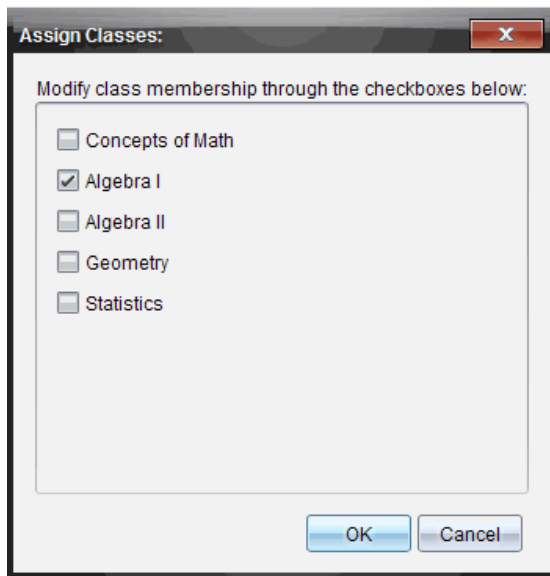 Assign Classes:
Modify class membership through the checkboxes below:
Concepts of Math
Algebra I
Algebra II
Geometry
Statistics
OK
Cancel